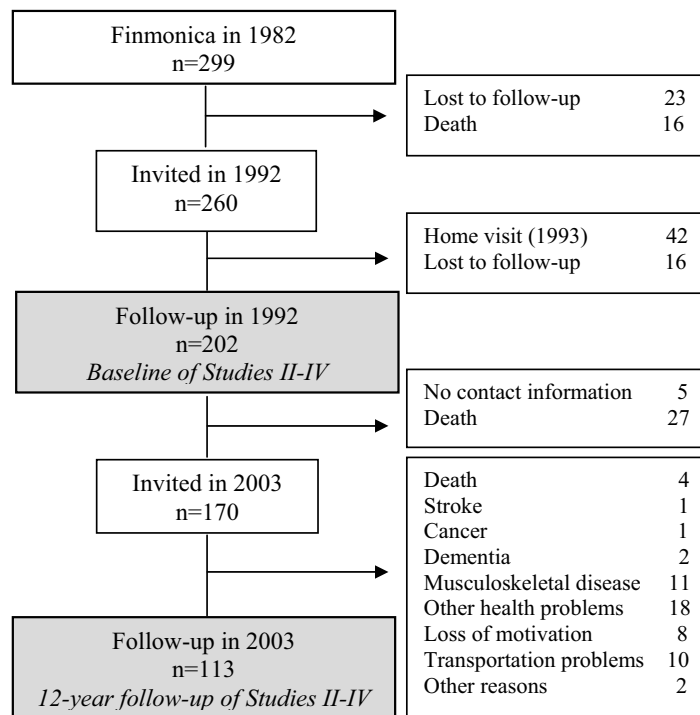 Finmonica in 1982
n=299
Lost to follow-up 23
Death 16
Invited in 1992
n=260
Home visit (1993) 42
Lost to follow-up 16
Follow-up in 1992
n=202
Baseline of Studies II-IV
No contact information 5
Death 27
Invited in 2003
n=170
Death 4
Stroke 1
Cancer 1
Dementia 2
Musculoskeletal disease 11
Other health problems 18
Loss of motivation 8
Transportation problems 10
Other reasons 2
Follow-up in 2003
n=113
12-year follow-up of Studies II-IV